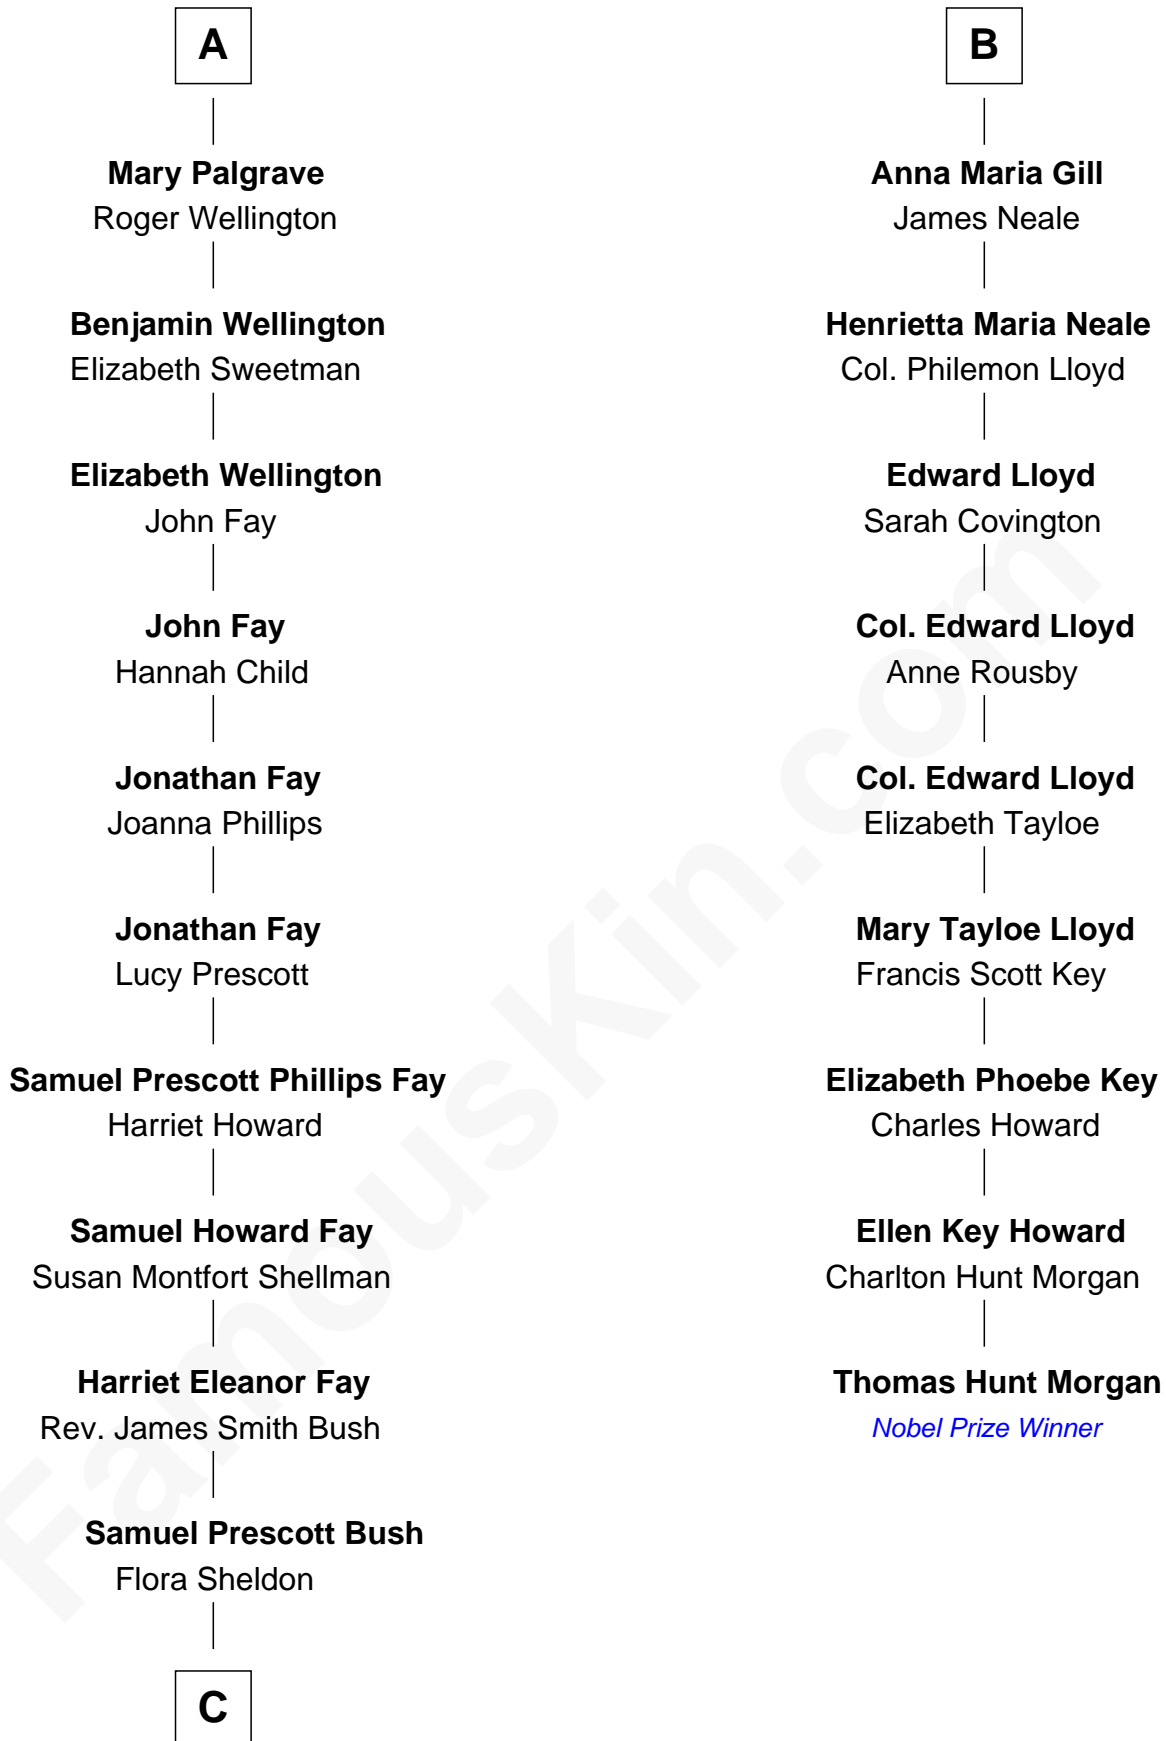 A
Mary Palgrave
Roger Wellington
Benjamin Wellington
Elizabeth Sweetman
Elizabeth Wellington
John Fay
John Fay
Hannah Child
Jonathan Fay
Joanna Phillips
Jonathan Fay
Lucy Prescott
Samuel Prescott Phillips Fay
Harriet Howard
Samuel Howard Fay
Susan Montfort Shellman
Harriet Eleanor Fay
Rev. James Smith Bush
Samuel Prescott Bush
Flora Sheldon
C
B
Anna Maria Gill
James Neale
Henrietta Maria Neale
Col. Philemon Lloyd
Edward Lloyd
Sarah Covington
Col. Edward Lloyd
Anne Rousby
Col. Edward Lloyd
Elizabeth Tayloe
Mary Tayloe Lloyd
Francis Scott Key
Elizabeth Phoebe Key
Charles Howard
Ellen Key Howard
Charlton Hunt Morgan
Thomas Hunt Morgan
Nobel Prize Winner
FamousKin.com